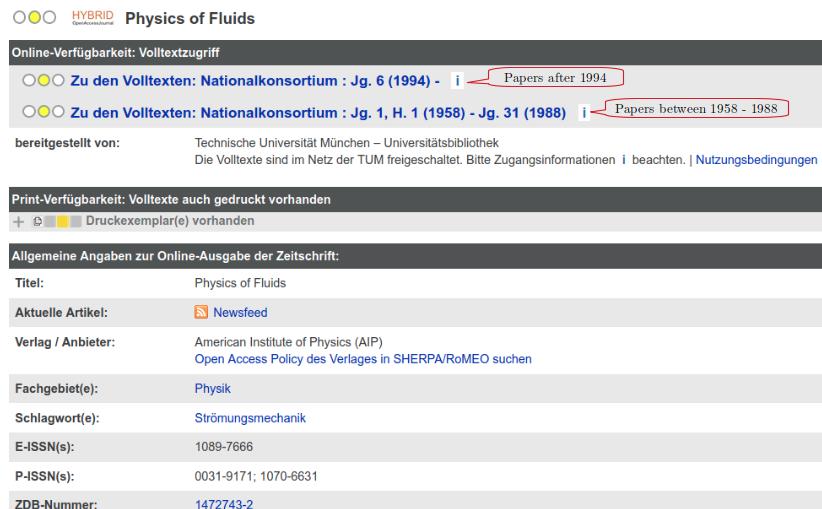 HYBRID
OpenAccessJournal
Physics of Fluids
Online-Verfügbarkeit: Volltextzugriff
Zu den Volltexten: Nationalkonsortium : Jg. 6 (1994) - i Papers after 1994
Zu den Volltexten: Nationalkonsortium : Jg. 1, H. 1 (1958) - Jg. 31 (1988) i Papers between 1958 - 1988
bereitgestellt von: Technische Universität München – Universitätsbibliothek
Die Volltexte sind im Netz der TUM freigeschaltet. Bitte Zugangsinformationen i beachten. | Nutzungsbedingungen
Print-Verfügbarkeit: Volltexte auch gedruckt vorhanden
Druckexemplar(e) vorhanden
Allgemeine Angaben zur Online-Ausgabe der Zeitschrift:
Titel: Physics of Fluids
Aktuelle Artikel: Newsfeed
Verlag / Anbieter: American Institute of Physics (AIP)
Open Access Policy des Verlages in SHERPA/RoMEO suchen
Fachgebiet(e): Physik
Schlagwort(e): Strömungsmechanik
E-ISSN(s): 1089-7666
P-ISSN(s): 0031-9171; 1070-6631
ZDB-Nummer: 1472743-2